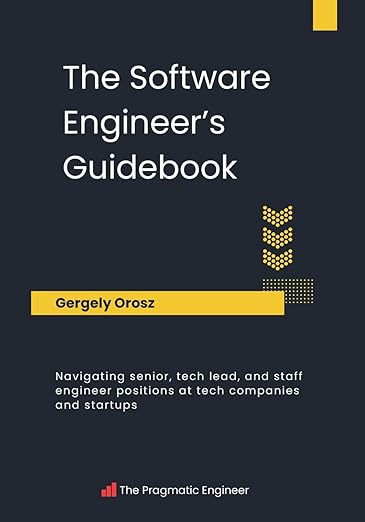 The Software
Engineer’s
Guidebook
Gergely Orosz
Navigating senior, tech lead, and staff
engineer positions at tech companies
and startups
The Pragmatic Engineer